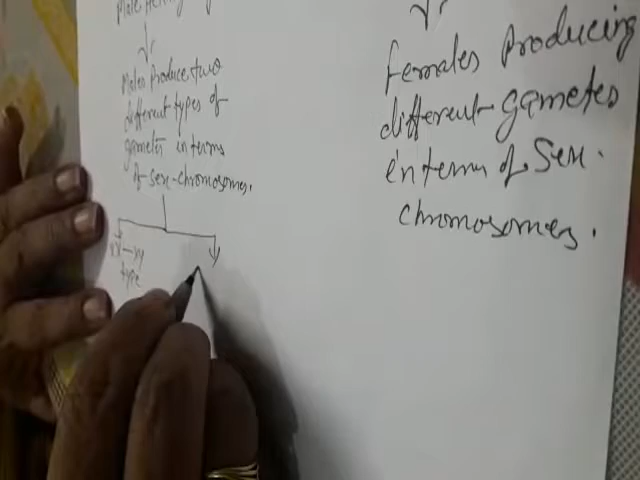 Males Produce two
different types of
gametes in terms
of sex-chromosomes.
XX-xy
type
females Producing
different gametes
in terms of Sex.
chromosomes.